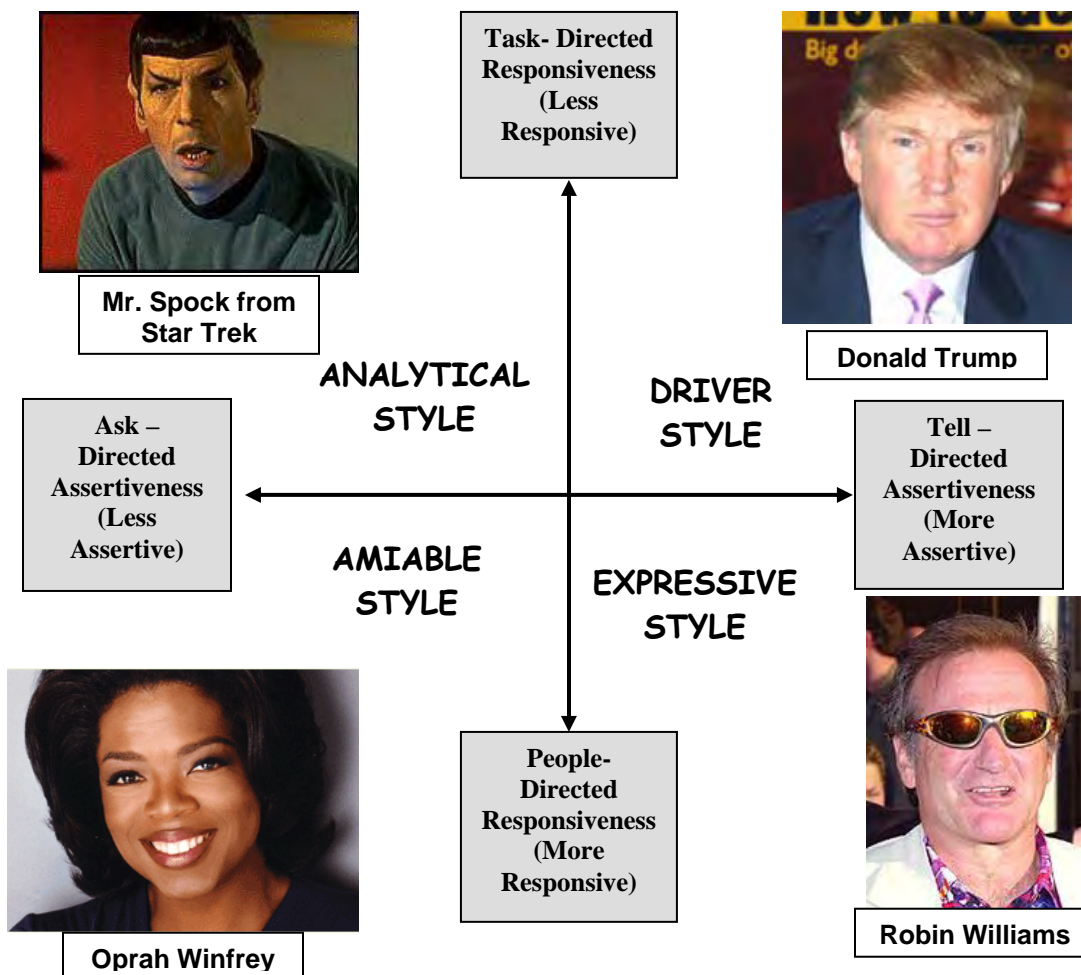 Task- Directed
Responsiveness
(Less
Responsive)
Big
of
Mr. Spock from
Star Trek
Donald Trump
ANALYTICAL
STYLE
DRIVER
STYLE
Ask –
Directed
Assertiveness
(Less
Assertive)
Tell –
Directed
Assertiveness
(More
Assertive)
AMIABLE
STYLE
EXPRESSIVE
STYLE
People-
Directed
Responsiveness
(More
Responsive)
Oprah Winfrey
Robin Williams